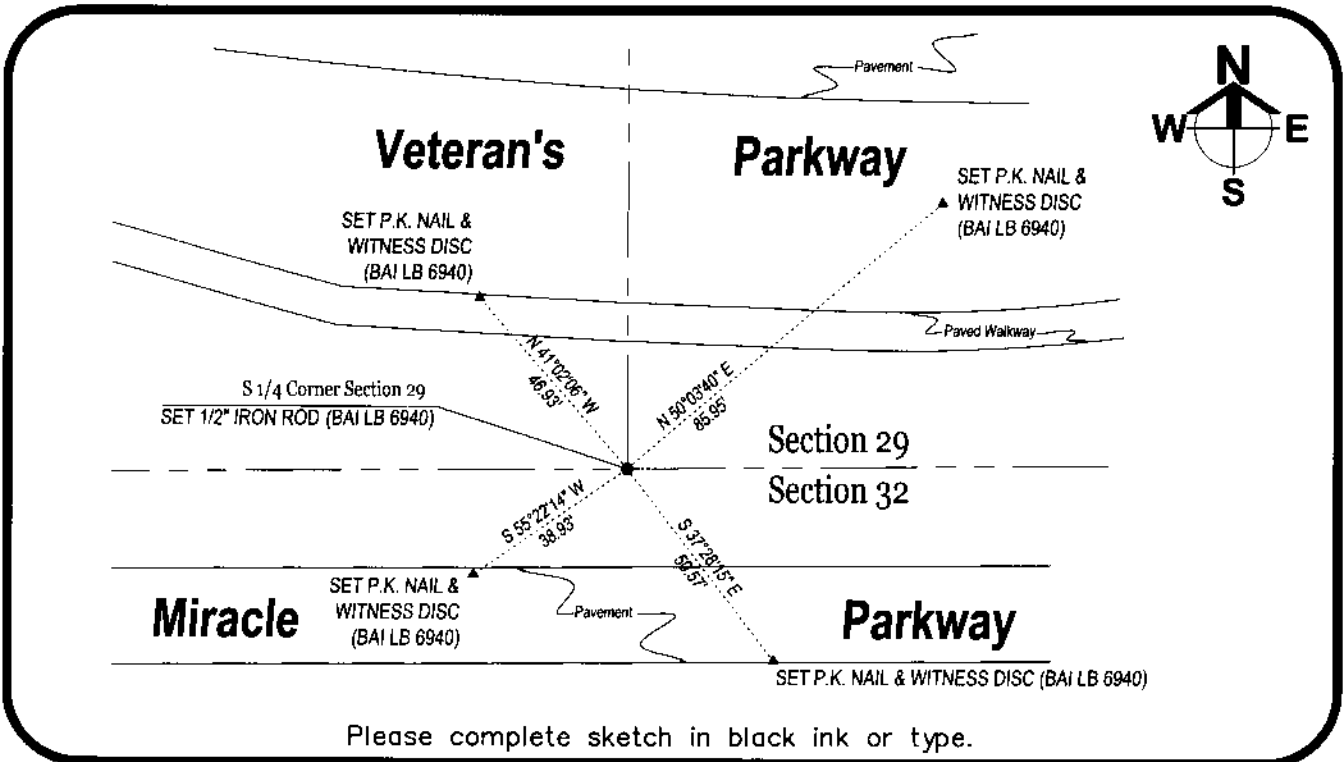 Pavement
N
W E
S
Veteran's Parkway
SET P.K. NAIL &
WITNESS DISC
(BAI LB 6940)
SET P.K. NAIL &
WITNESS DISC
(BAI LB 6940)
Paved Walkway
N 41°02'06" W
46.93'
N 50°03'40" E
85.95'
S 1/4 Corner Section 29
SET 1/2" IRON ROD (BAI LB 6940)
Section 29
Section 32
S 55°22'14" W
38.93'
S 37°28'15" E
50.57'
SET P.K. NAIL &
WITNESS DISC
(BAI LB 6940)
Pavement
Miracle Parkway
SET P.K. NAIL & WITNESS DISC (BAI LB 6940)
Please complete sketch in black ink or type.